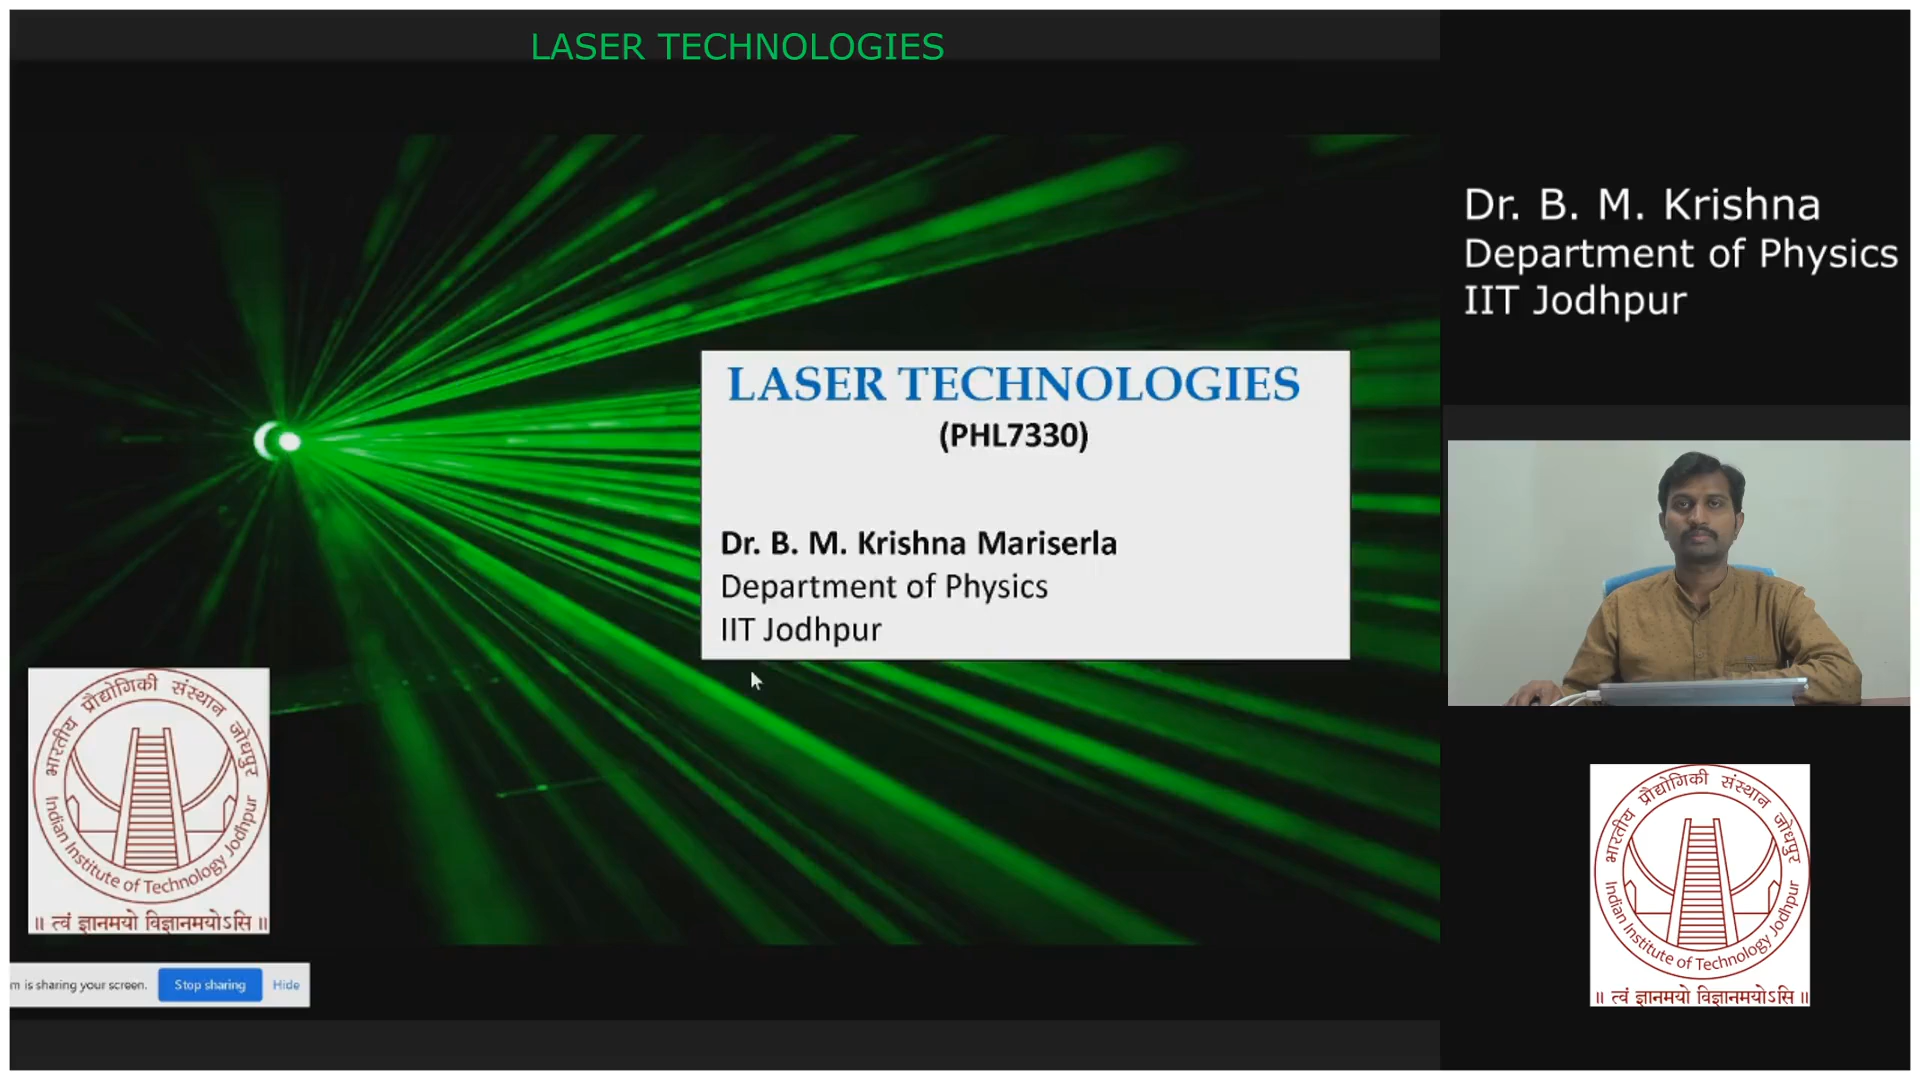 LASER TECHNOLOGIES
Dr. B. M. Krishna
Department of Physics
IIT Jodhpur
LASER TECHNOLOGIES
(PHL7330)
Dr. B. M. Krishna Mariserla
Department of Physics
IIT Jodhpur
भारतीय प्रौद्योगिकी संस्थान जोधपुर
Indian Institute of Technology Jodhpur
॥ त्वं ज्ञानमयो विज्ञानमयोऽसि ॥
m is sharing your screen. Stop sharing Hide
भारतीय प्रौद्योगिकी संस्थान जोधपुर
Indian Institute of Technology Jodhpur
॥ त्वं ज्ञानमयो विज्ञानमयोऽसि ॥